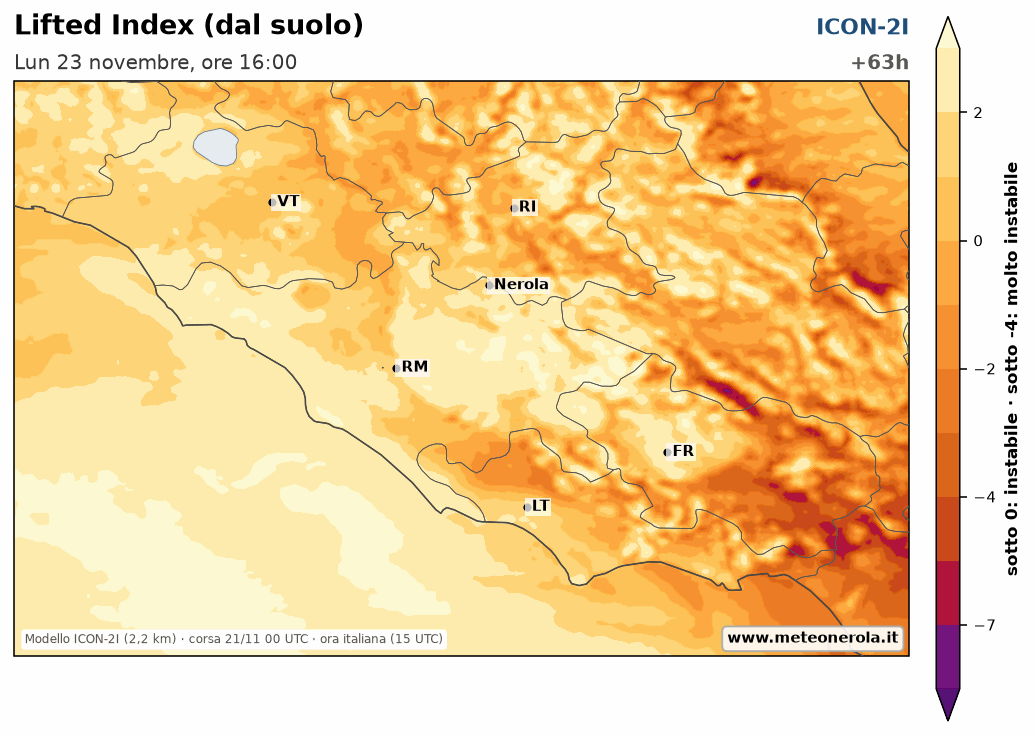 Lifted Index (dal suolo)
ICON-2I
Lun 23 novembre, ore 16:00
+63h
VT
RI
Nerola
RM
FR
LT
Modello ICON-2I (2,2 km) · corsa 21/11 00 UTC · ora italiana (15 UTC)
www.meteonerola.it
2
0
−2
−4
−7
sotto 0: instabile · sotto -4: molto instabile